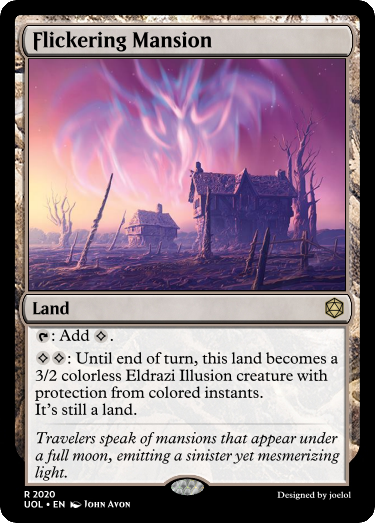 Flickering Mansion
Land
: Add .
: Until end of turn, this land becomes a
3/2 colorless Eldrazi Illusion creature with
protection from colored instants.
It's still a land.
Travelers speak of mansions that appear under
a full moon, emitting a sinister yet mesmerizing
light.
R 2020
UOL • EN John Avon
Designed by joelol